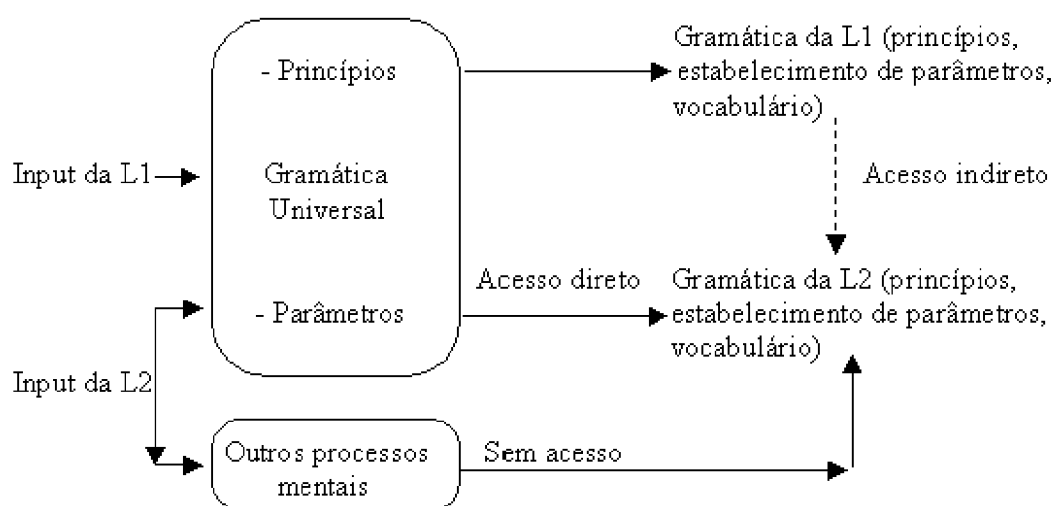 - Princípios
Gramática da L1 (princípios,
estabelecimento de parâmetros,
vocabulário)
Input da L1
Gramática
Universal
Acesso indireto
Acesso direto
- Parâmetros
Gramática da L2 (princípios,
estabelecimento de parâmetros,
vocabulário)
Input da L2
Outros processos
mentais
Sem acesso